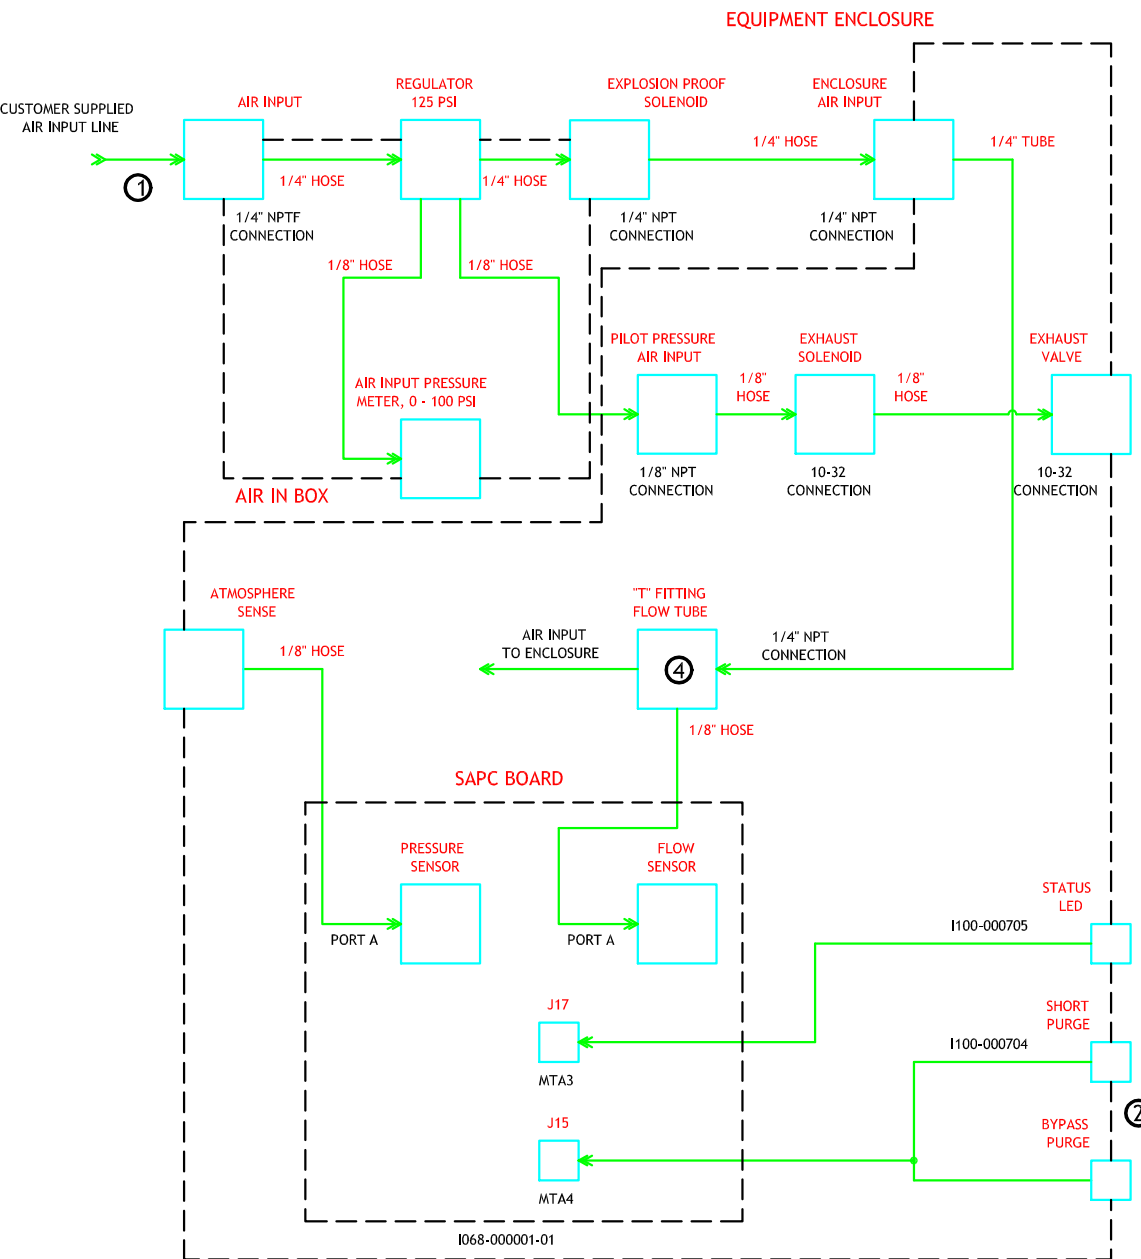 EQUIPMENT ENCLOSURE
CUSTOMER SUPPLIED
AIR INPUT LINE
1
AIR INPUT
REGULATOR
125 PSI
EXPLOSION PROOF
SOLENOID
ENCLOSURE
AIR INPUT
1/4" HOSE
1/4" HOSE
1/4" HOSE
1/4" TUBE
1/4" NPTF
CONNECTION
1/4" NPT
CONNECTION
1/4" NPT
CONNECTION
1/8" HOSE
1/8" HOSE
PILOT PRESSURE
AIR INPUT
EXHAUST
SOLENOID
EXHAUST
VALVE
AIR INPUT PRESSURE
METER, 0 - 100 PSI
1/8"
HOSE
1/8"
HOSE
1/8" NPT
CONNECTION
10-32
CONNECTION
10-32
CONNECTION
AIR IN BOX
ATMOSPHERE
SENSE
"T" FITTING
FLOW TUBE
1/8" HOSE
AIR INPUT
TO ENCLOSURE
4
1/4" NPT
CONNECTION
1/8" HOSE
SAPC BOARD
PRESSURE
SENSOR
FLOW
SENSOR
PORT A
PORT A
STATUS
LED
I100-000705
J17
MTA3
SHORT
PURGE
I100-000704
2
J15
MTA4
BYPASS
PURGE
I068-000001-01